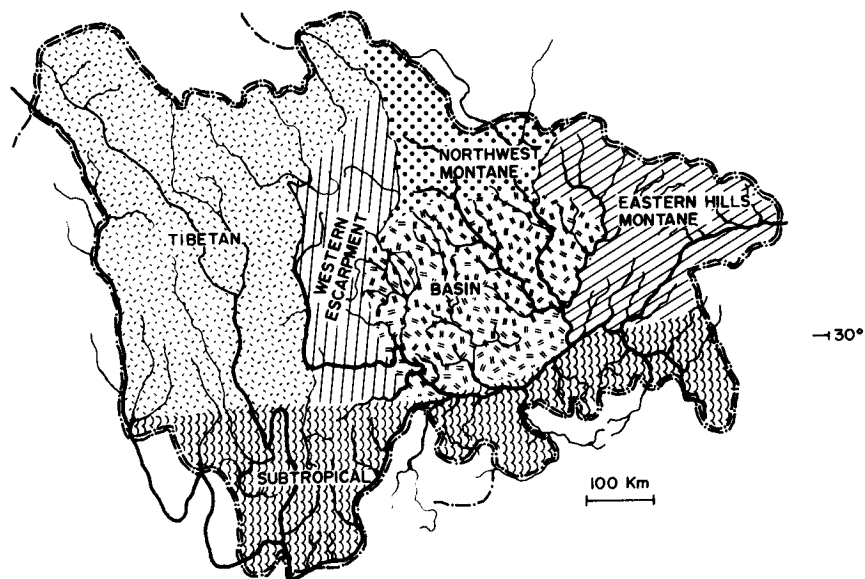 NORTHWEST
MONTANE
EASTERN HILLS
MONTANE
TIBETAN
WESTERN
ESCARPMENT
BASIN
30°
SUBTROPICAL
100 Km